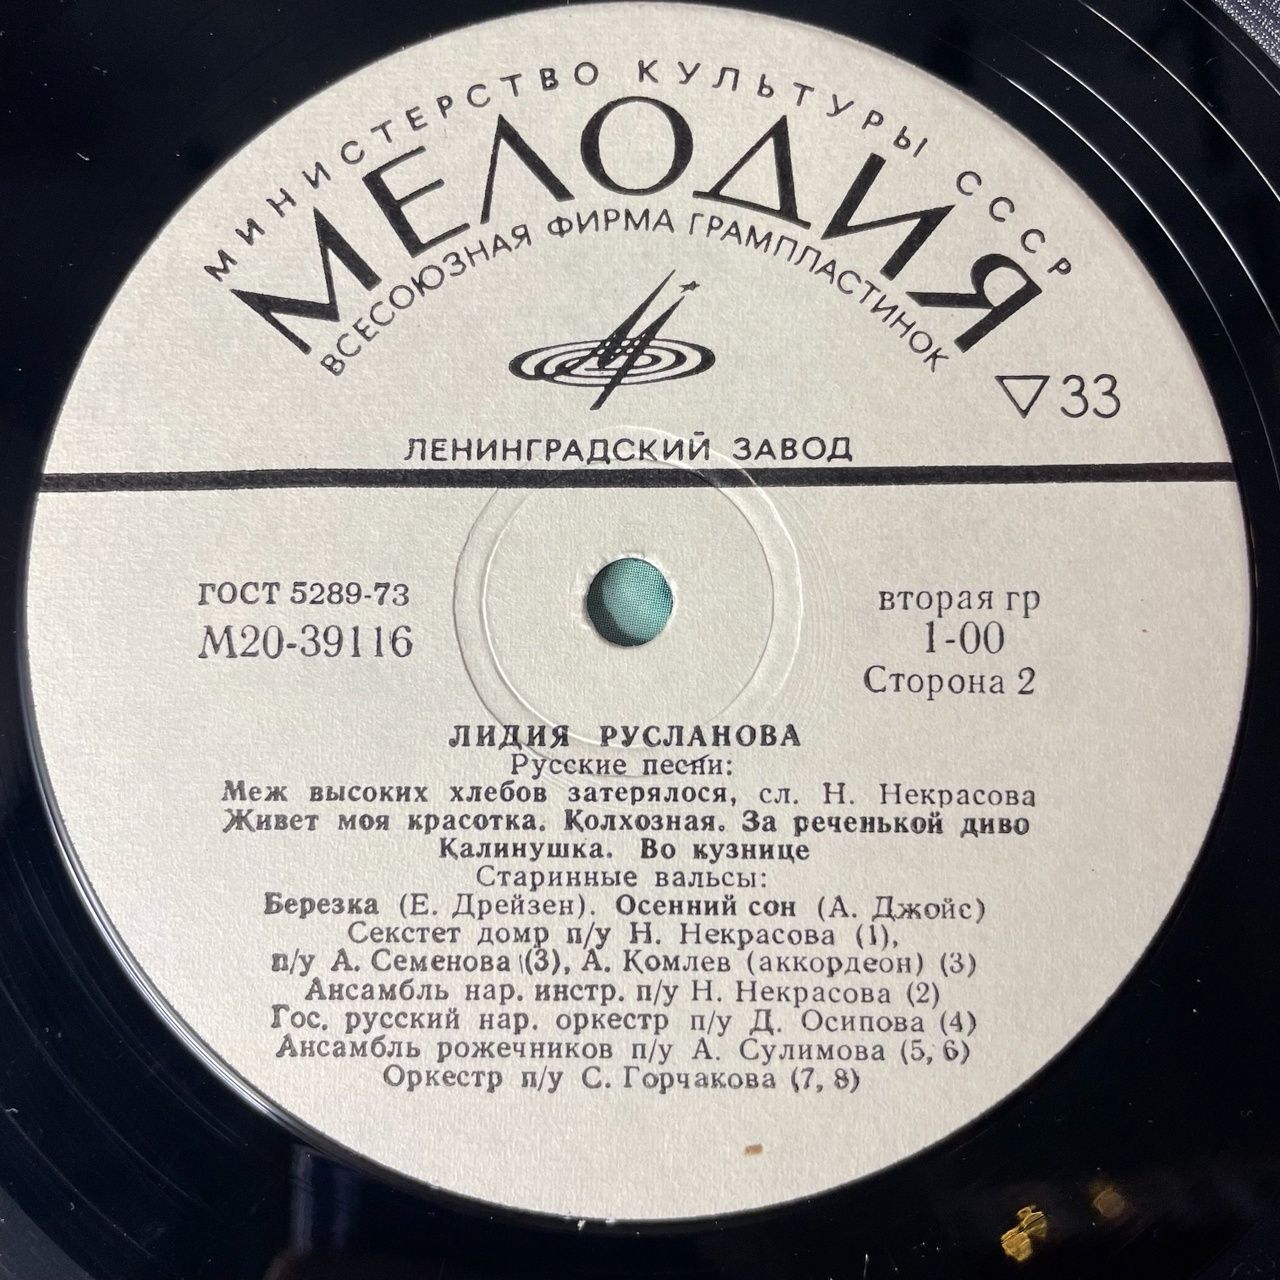 МИНИСТЕРСТВО КУЛЬТУРЫ СССР
МЕЛОДИЯ
ВСЕСОЮЗНАЯ ФИРМА ГРАМПЛАСТИНОК
▽33
ЛЕНИНГРАДСКИЙ ЗАВОД
ГОСТ 5289-73
М20-39116
вторая гр
1-00
Сторона 2
ЛИДИЯ РУСЛАНОВА
Русские песни:
Меж высоких хлебов затерялося, сл. Н. Некрасова
Живет моя красотка. Колхозная. За реченькой диво
Калинушка. Во кузнице
Старинные вальсы:
Березка (Е. Дрейзен). Осенний сон (А. Джойс)
Секстет домр п/у Н. Некрасова (1),
п/у А. Семенова (3), А. Комлев (аккордеон) (3)
Ансамбль нар. инстр. п/у Н. Некрасова (2)
Гос. русский нар. оркестр п/у Д. Осипова (4)
Ансамбль рожечников п/у А. Сулимова (5, 6)
Оркестр п/у С. Горчакова (7, 8)